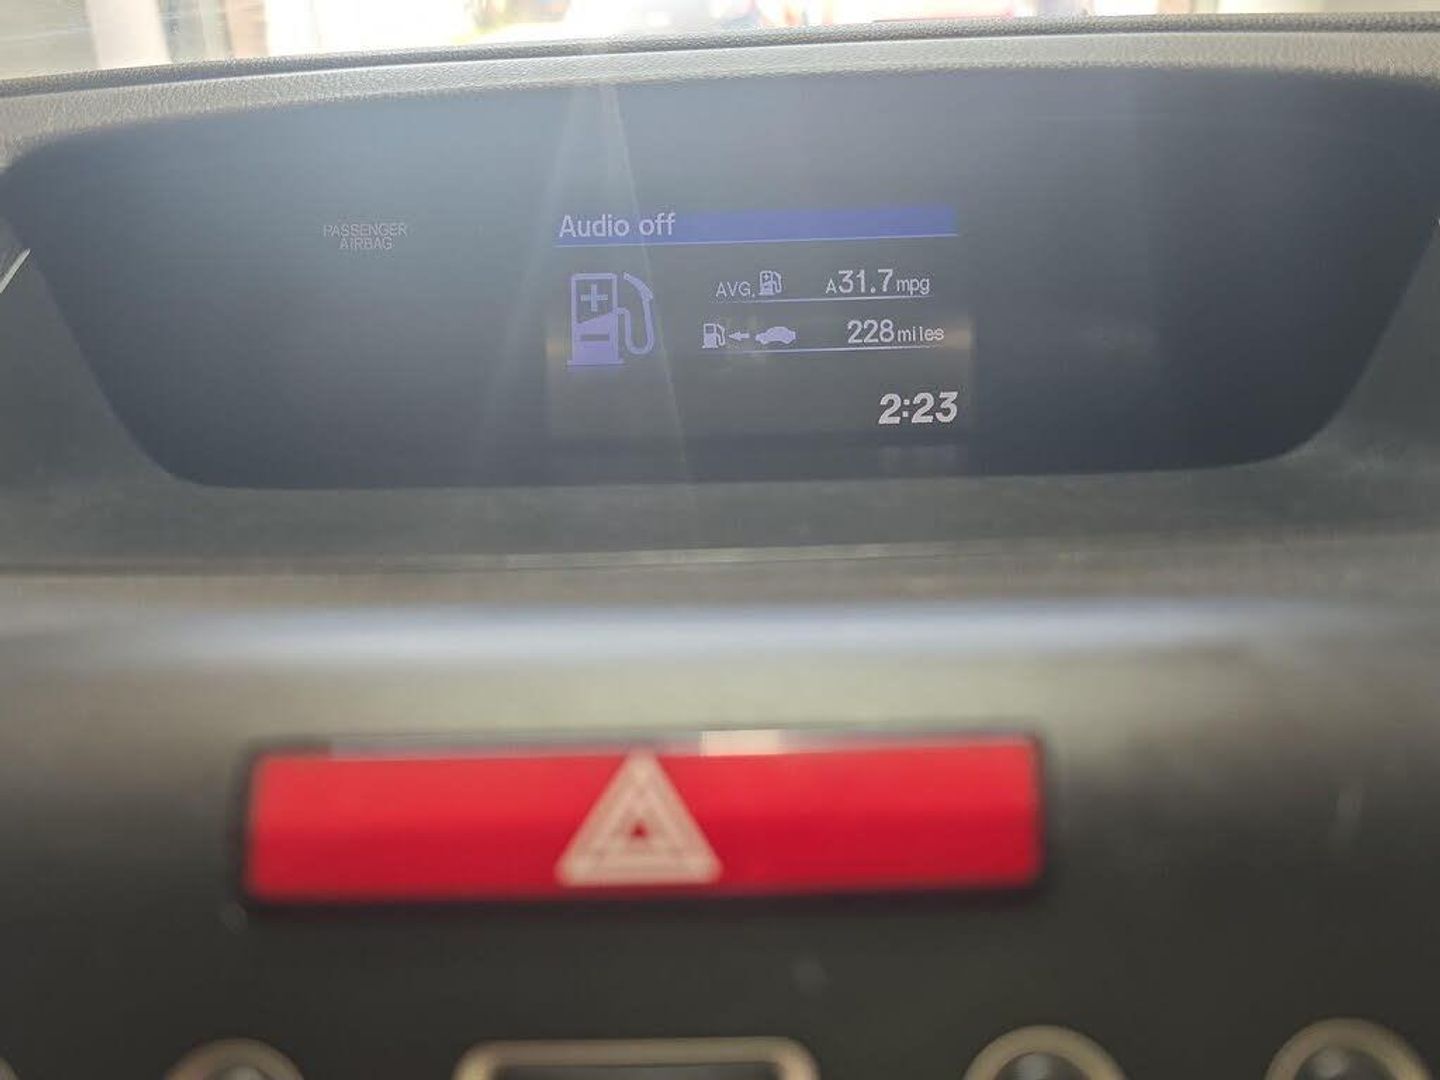 PASSENGER
AIRBAG
Audio off
AVG. A31.7mpg
228miles
2:23